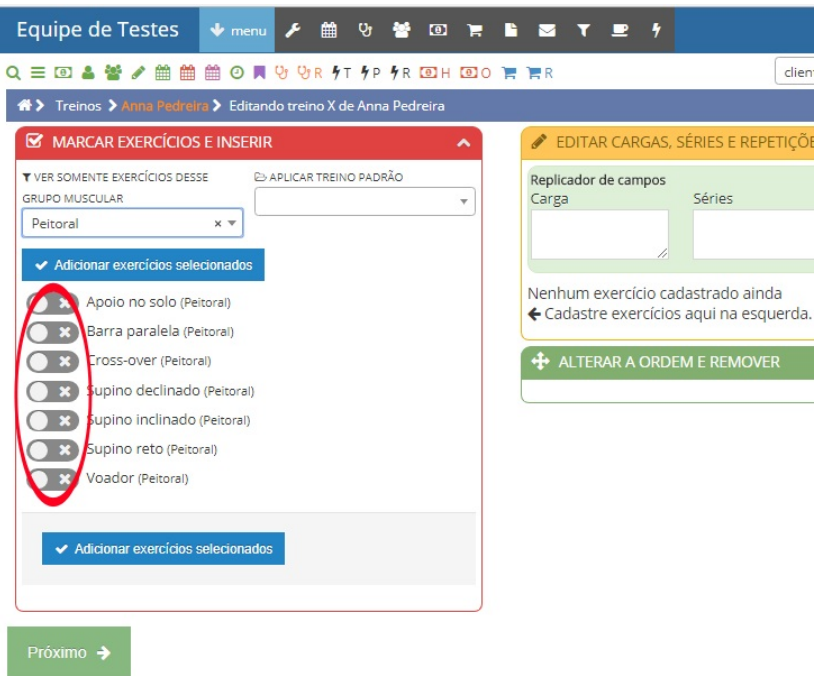 Equipe de Testes menu
R T P R H O R clien
Treinos Anna Pedreira Editando treino X de Anna Pedreira
MARCAR EXERCÍCIOS E INSERIR
VER SOMENTE EXERCÍCIOS DESSE
GRUPO MUSCULAR
APLICAR TREINO PADRÃO
Peitoral × 
Adicionar exercícios selecionados
Apoio no solo (Peitoral)
Barra paralela (Peitoral)
Cross-over (Peitoral)
Supino declinado (Peitoral)
Supino inclinado (Peitoral)
Supino reto (Peitoral)
Voador (Peitoral)
Adicionar exercícios selecionados
Próximo
EDITAR CARGAS, SÉRIES E REPETIÇÕE
Replicador de campos
Carga Séries
Nenhum exercício cadastrado ainda
Cadastre exercícios aqui na esquerda.
ALTERAR A ORDEM E REMOVER